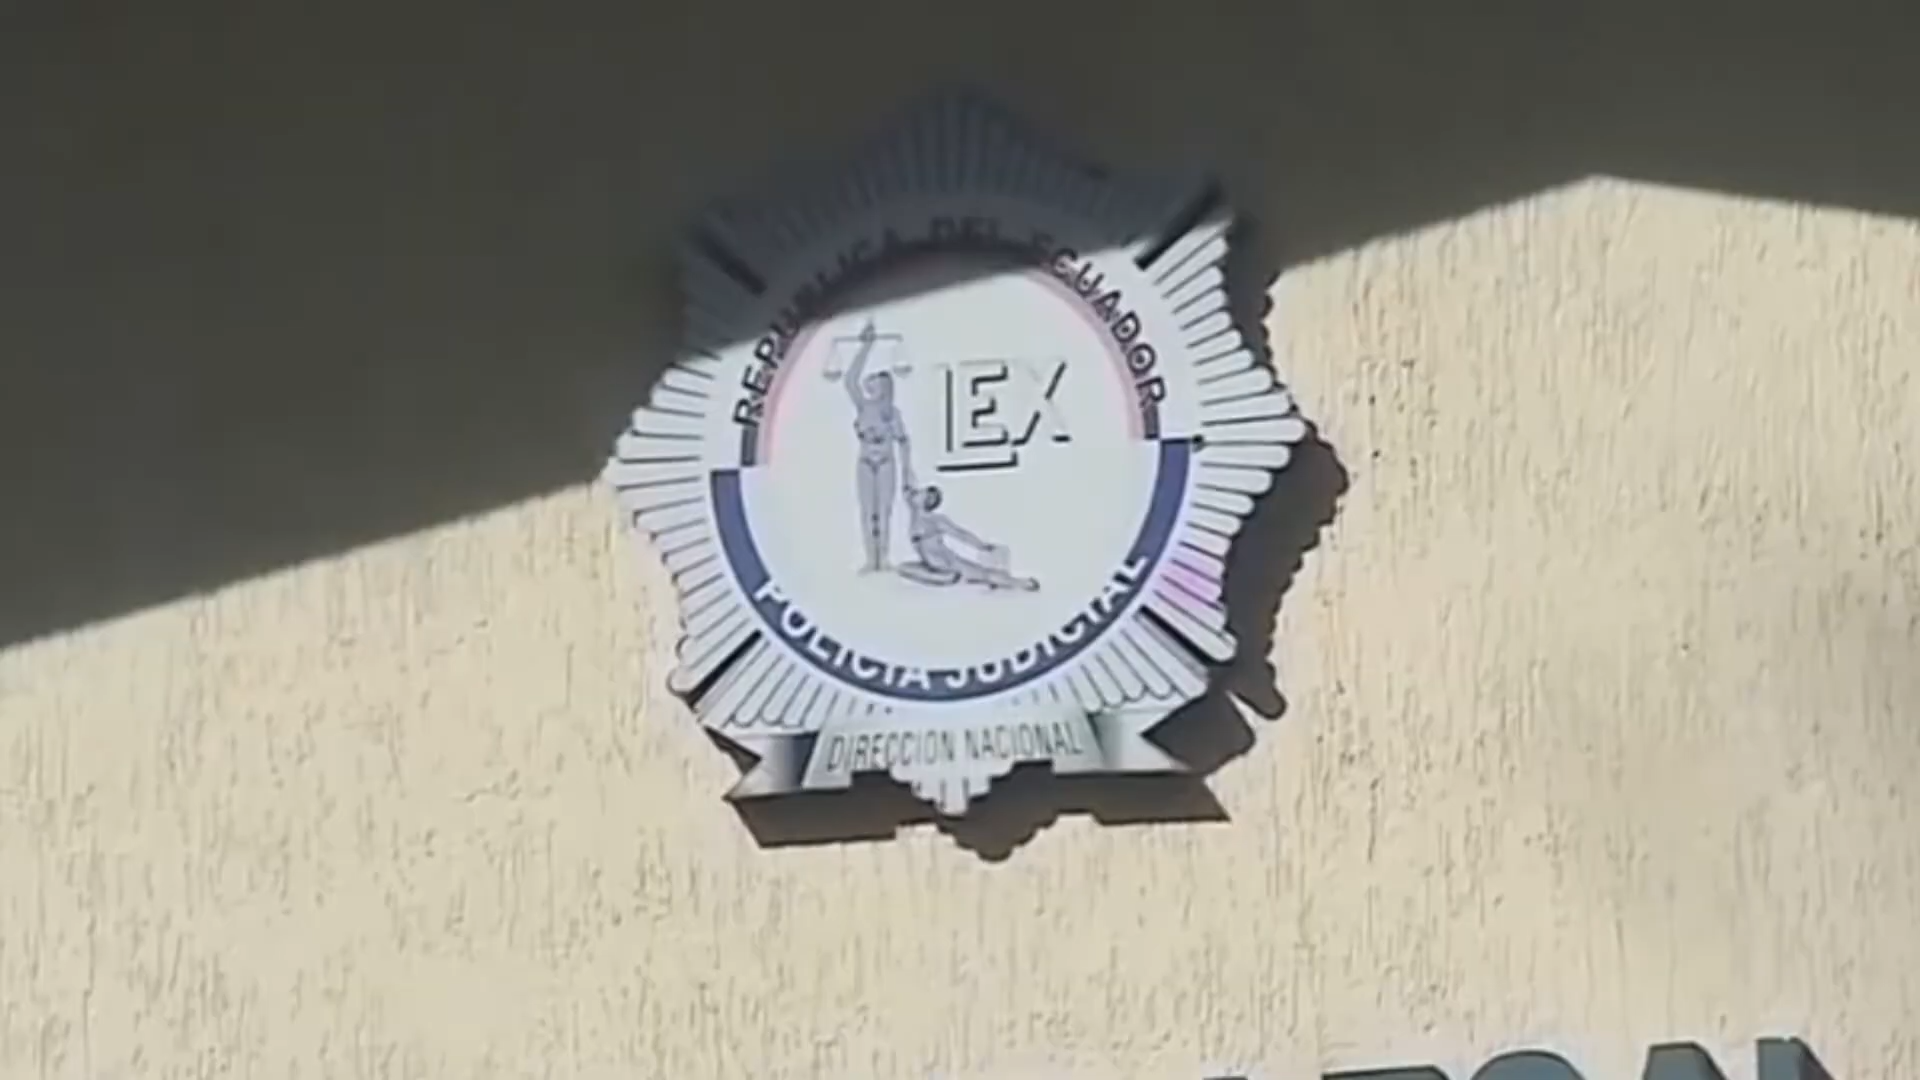 REPUBLICA DEL ECUADOR
LEX
POLICIA JUDICIAL
DIRECCION NACIONAL